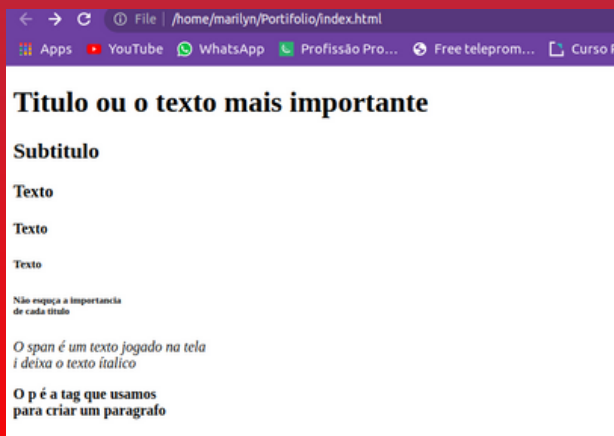 File | /home/marilyn/Portifolio/index.html
Apps YouTube WhatsApp Profissão Pro... Free teleprom... Curso
Titulo ou o texto mais importante
Subtitulo
Texto
Texto
Texto
Não esquça a importancia
de cada titulo
O span é um texto jogado na tela
i deixa o texto ítalico
O p é a tag que usamos
para criar um paragrafo